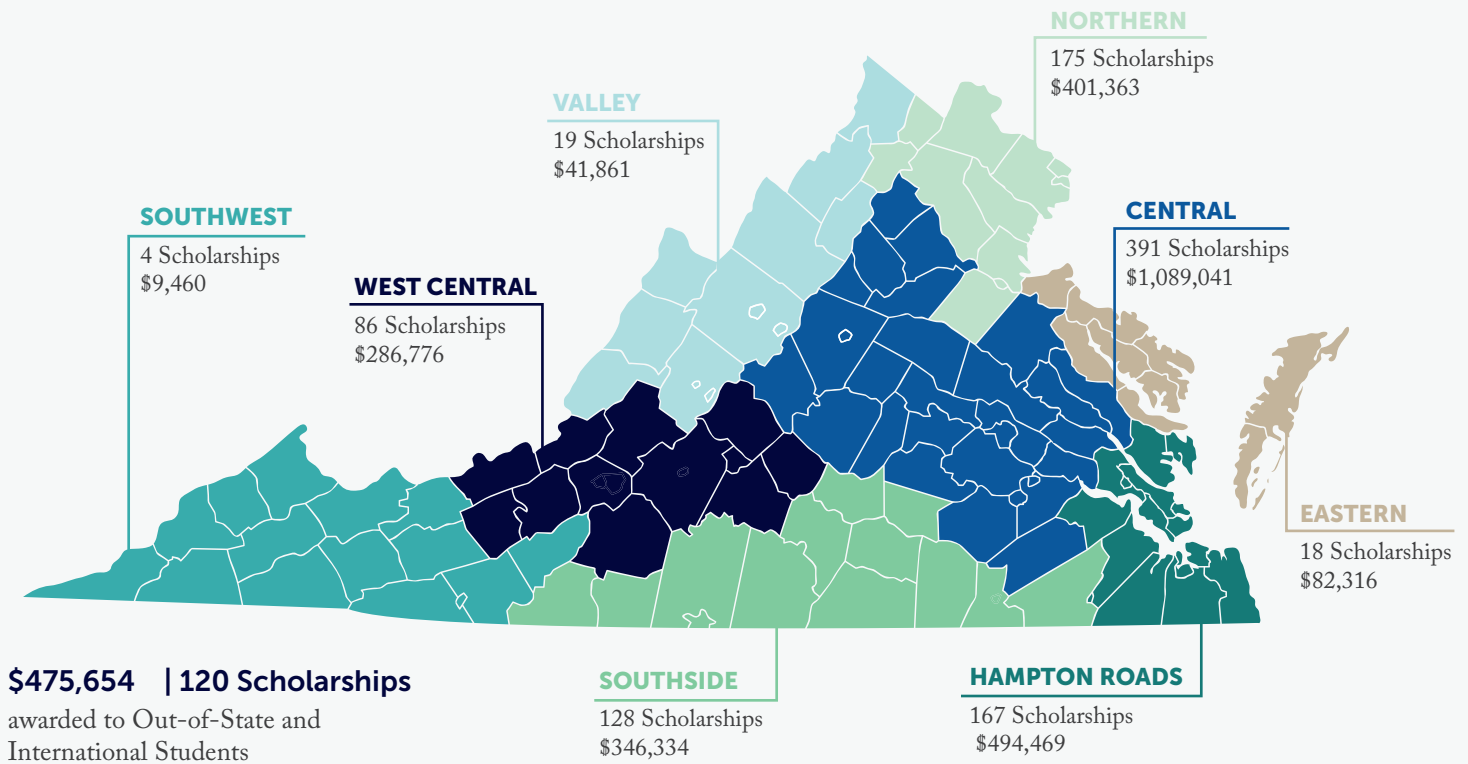 NORTHERN
175 Scholarships
$401,363
VALLEY
19 Scholarships
$41,861
SOUTHWEST
4 Scholarships
$9,460
CENTRAL
391 Scholarships
$1,089,041
WEST CENTRAL
86 Scholarships
$286,776
EASTERN
18 Scholarships
$82,316
$475,654 | 120 Scholarships
awarded to Out-of-State and
International Students
SOUTHSIDE
128 Scholarships
$346,334
HAMPTON ROADS
167 Scholarships
$494,469